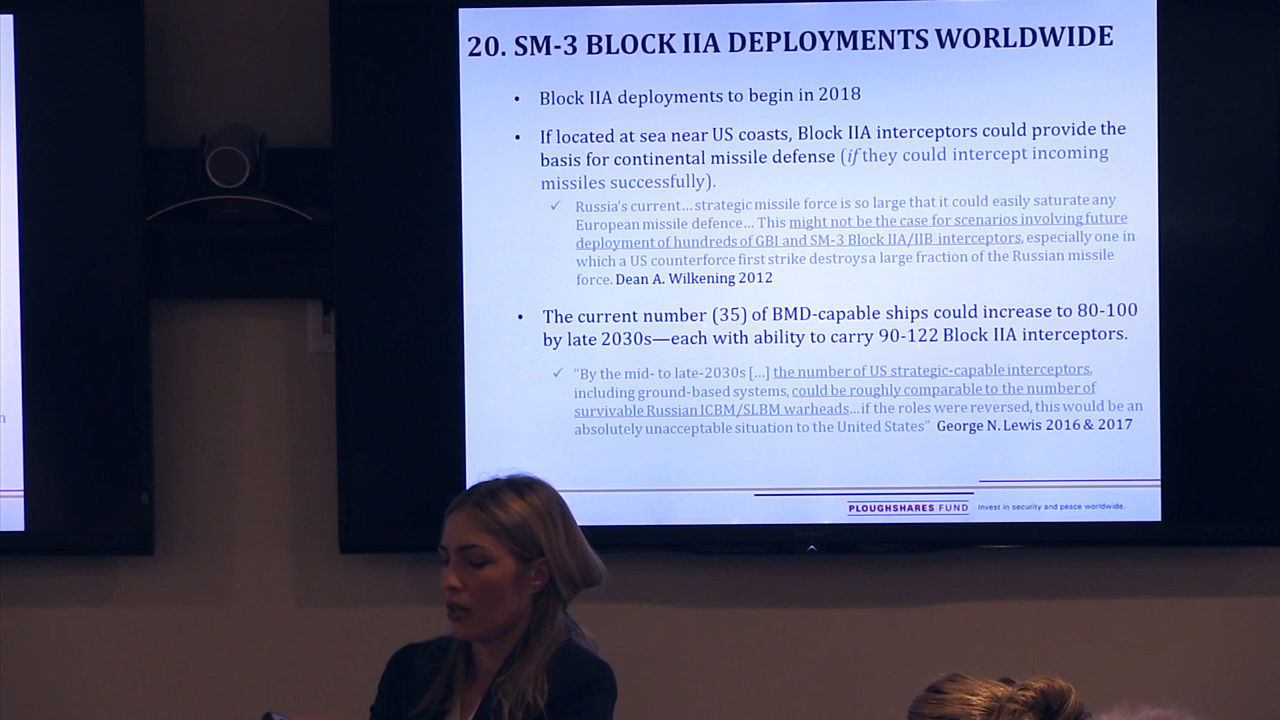 20. SM-3 BLOCK IIA DEPLOYMENTS WORLDWIDE
• Block IIA deployments to begin in 2018
• If located at sea near US coasts, Block IIA interceptors could provide the
basis for continental missile defense (if they could intercept incoming
missiles successfully).
✓ Russia's current... strategic missile force is so large that it could easily saturate any
European missile defence... This might not be the case for scenarios involving future
deployment of hundreds of GBI and SM-3 Block IIA/IIB interceptors, especially one in
which a US counterforce first strike destroys a large fraction of the Russian missile
force. Dean A. Wilkening 2012
• The current number (35) of BMD-capable ships could increase to 80-100
by late 2030s—each with ability to carry 90-122 Block IIA interceptors.
✓ "By the mid- to late-2030s [...] the number of US strategic-capable interceptors,
including ground-based systems, could be roughly comparable to the number of
survivable Russian ICBM/SLBM warheads...if the roles were reversed, this would be an
absolutely unacceptable situation to the United States" George N. Lewis 2016 & 2017
PLOUGHSHARES FUND Invest in security and peace worldwide.